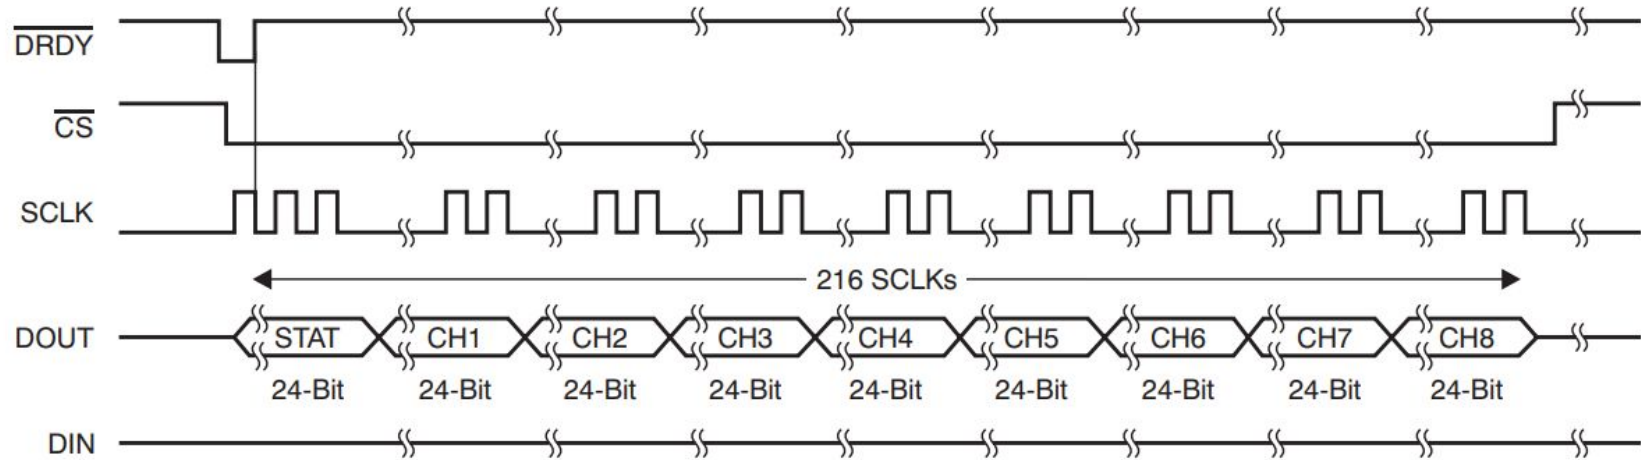 DRDY
CS
SCLK
216 SCLKs
DOUT STAT CH1 CH2 CH3 CH4 CH5 CH6 CH7 CH8
24-Bit 24-Bit 24-Bit 24-Bit 24-Bit 24-Bit 24-Bit 24-Bit 24-Bit
DIN